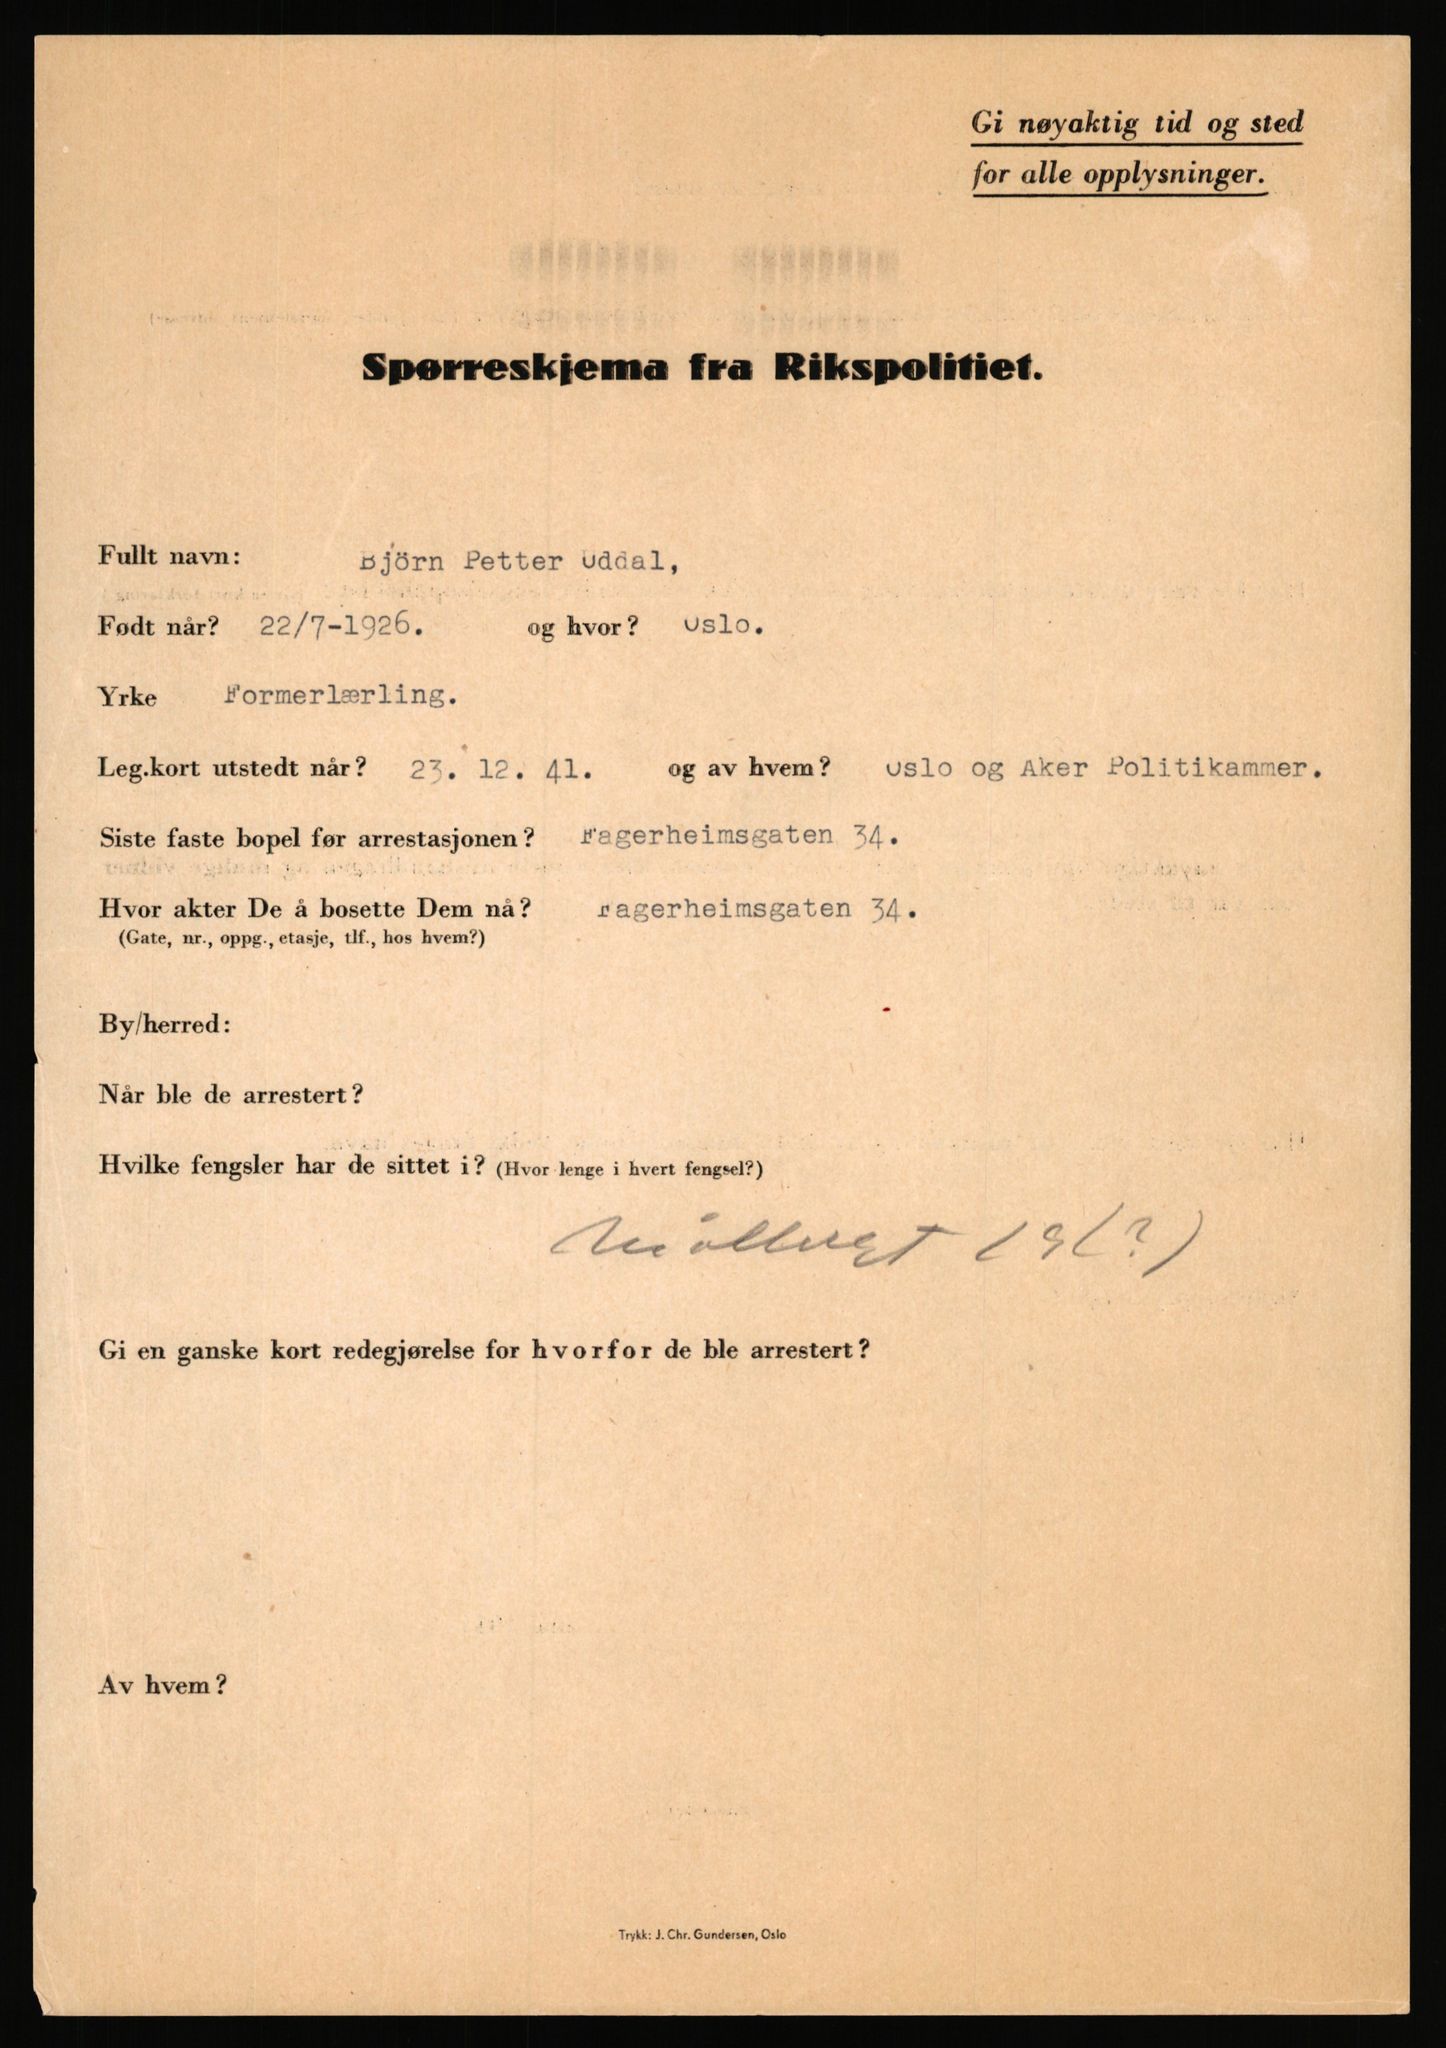 Gi nøyaktig tid og sted
for alle opplysninger.
Spørreskjema fra Rikspolitiet.
Fullt navn: Björn Petter Oddal,
Født når? 22/7-1926. og hvor? Oslo.
Yrke Formerlærling.
Leg.kort utstedt når? 23. 12. 41. og av hvem? Oslo og Aker Politikammer.
Siste faste bopel før arrestasjonen? Fagerheimsgaten 34.
Hvor akter De å bosette Dem nå? Fagerheimsgaten 34.
(Gate, nr., oppg., etasje, tlf., hos hvem?)
By/herred:
Når ble de arrestert?
Hvilke fengsler har de sittet i? (Hvor lenge i hvert fengsel?)
Møllergt 19 (?)
Gi en ganske kort redegjørelse for hvorfor de ble arrestert?
Av hvem?
Trykk: J. Chr. Gundersen, Oslo